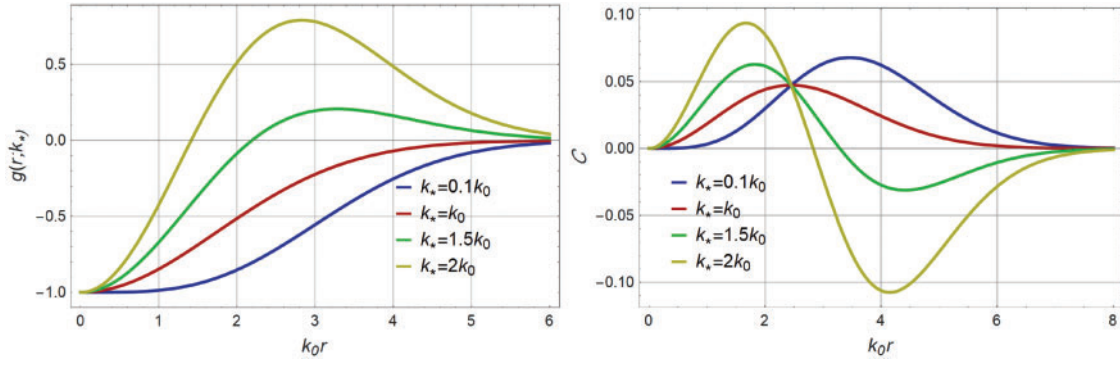 g(r;k*)
0.5
0.0
-0.5
-1.0
k*=0.1k0
k*=k0
k*=1.5k0
k*=2k0
0 1 2 3 4 5 6
k0r
C
0.10
0.05
0.00
-0.05
-0.10
k*=0.1k0
k*=k0
k*=1.5k0
k*=2k0
0 2 4 6 8
k0r